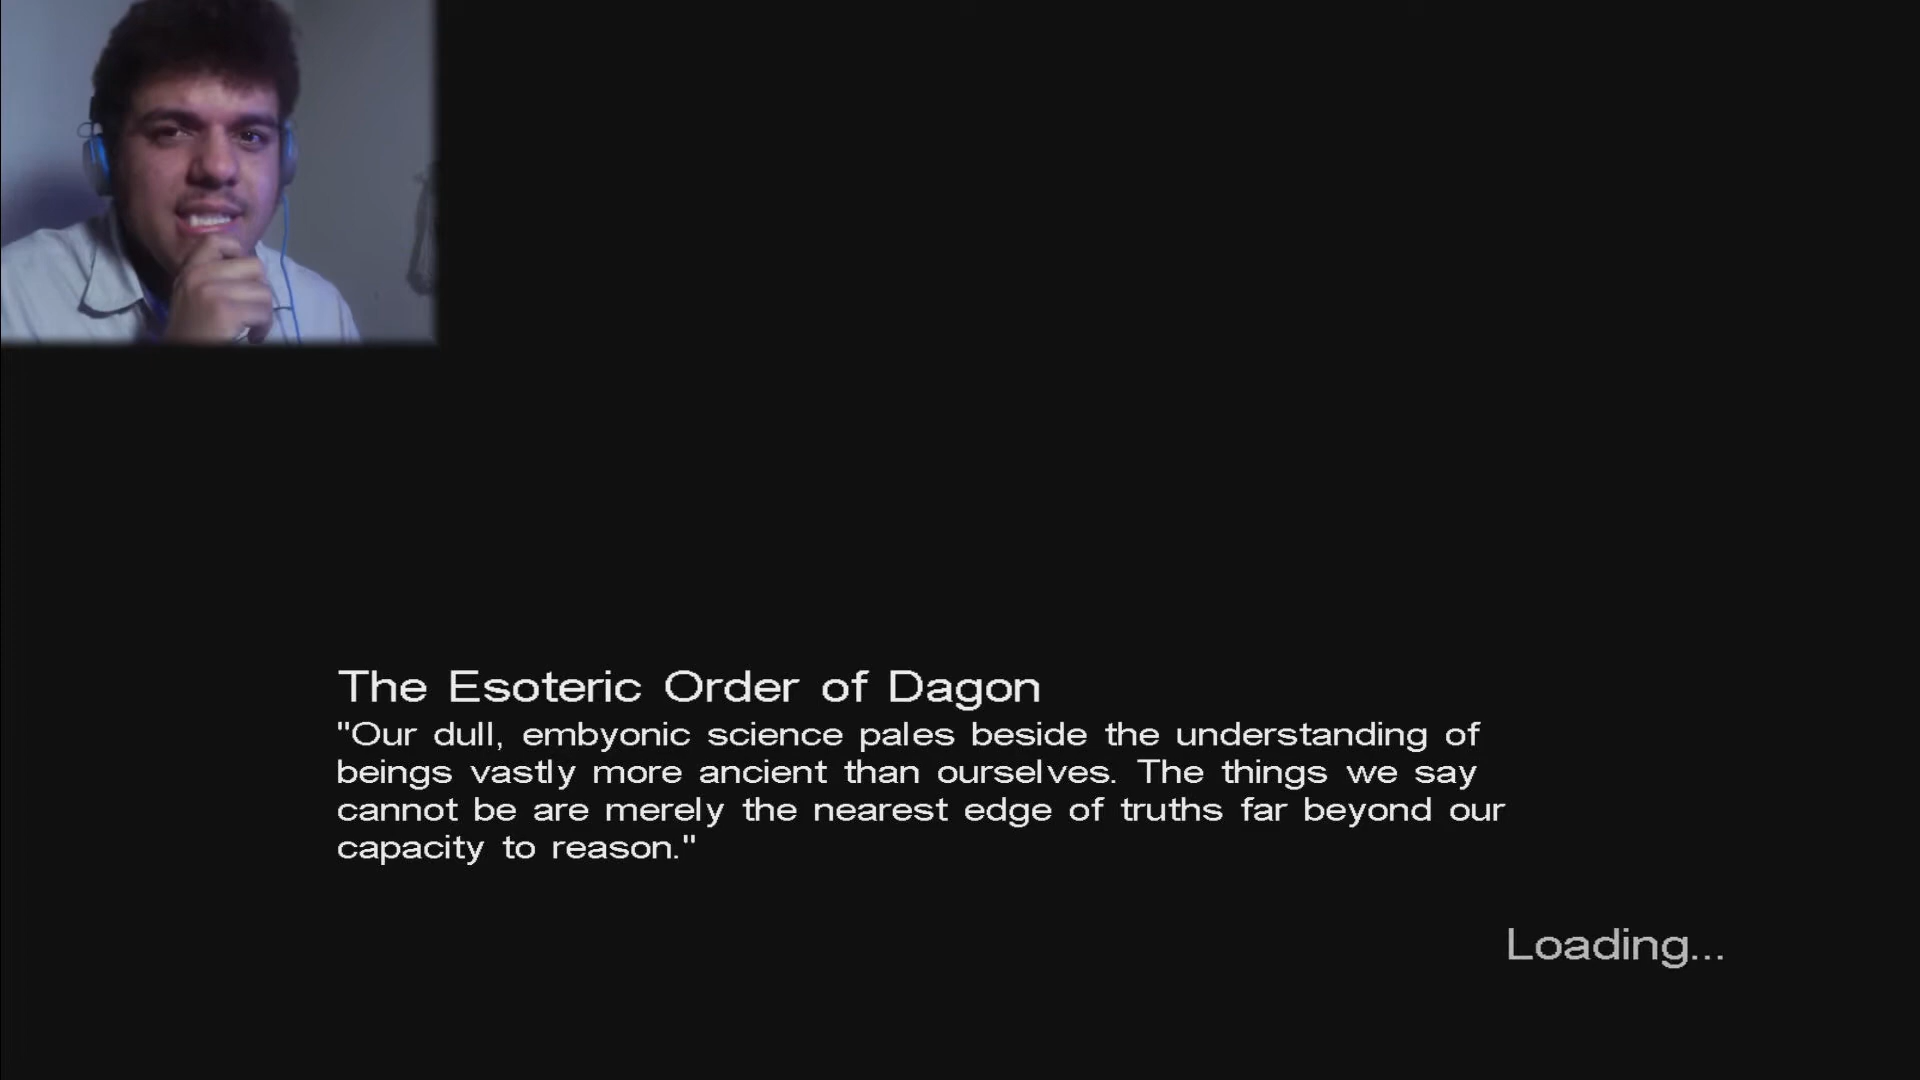 The Esoteric Order of Dagon
"Our dull, embyonic science pales beside the understanding of
beings vastly more ancient than ourselves. The things we say
cannot be are merely the nearest edge of truths far beyond our
capacity to reason."
Loading...